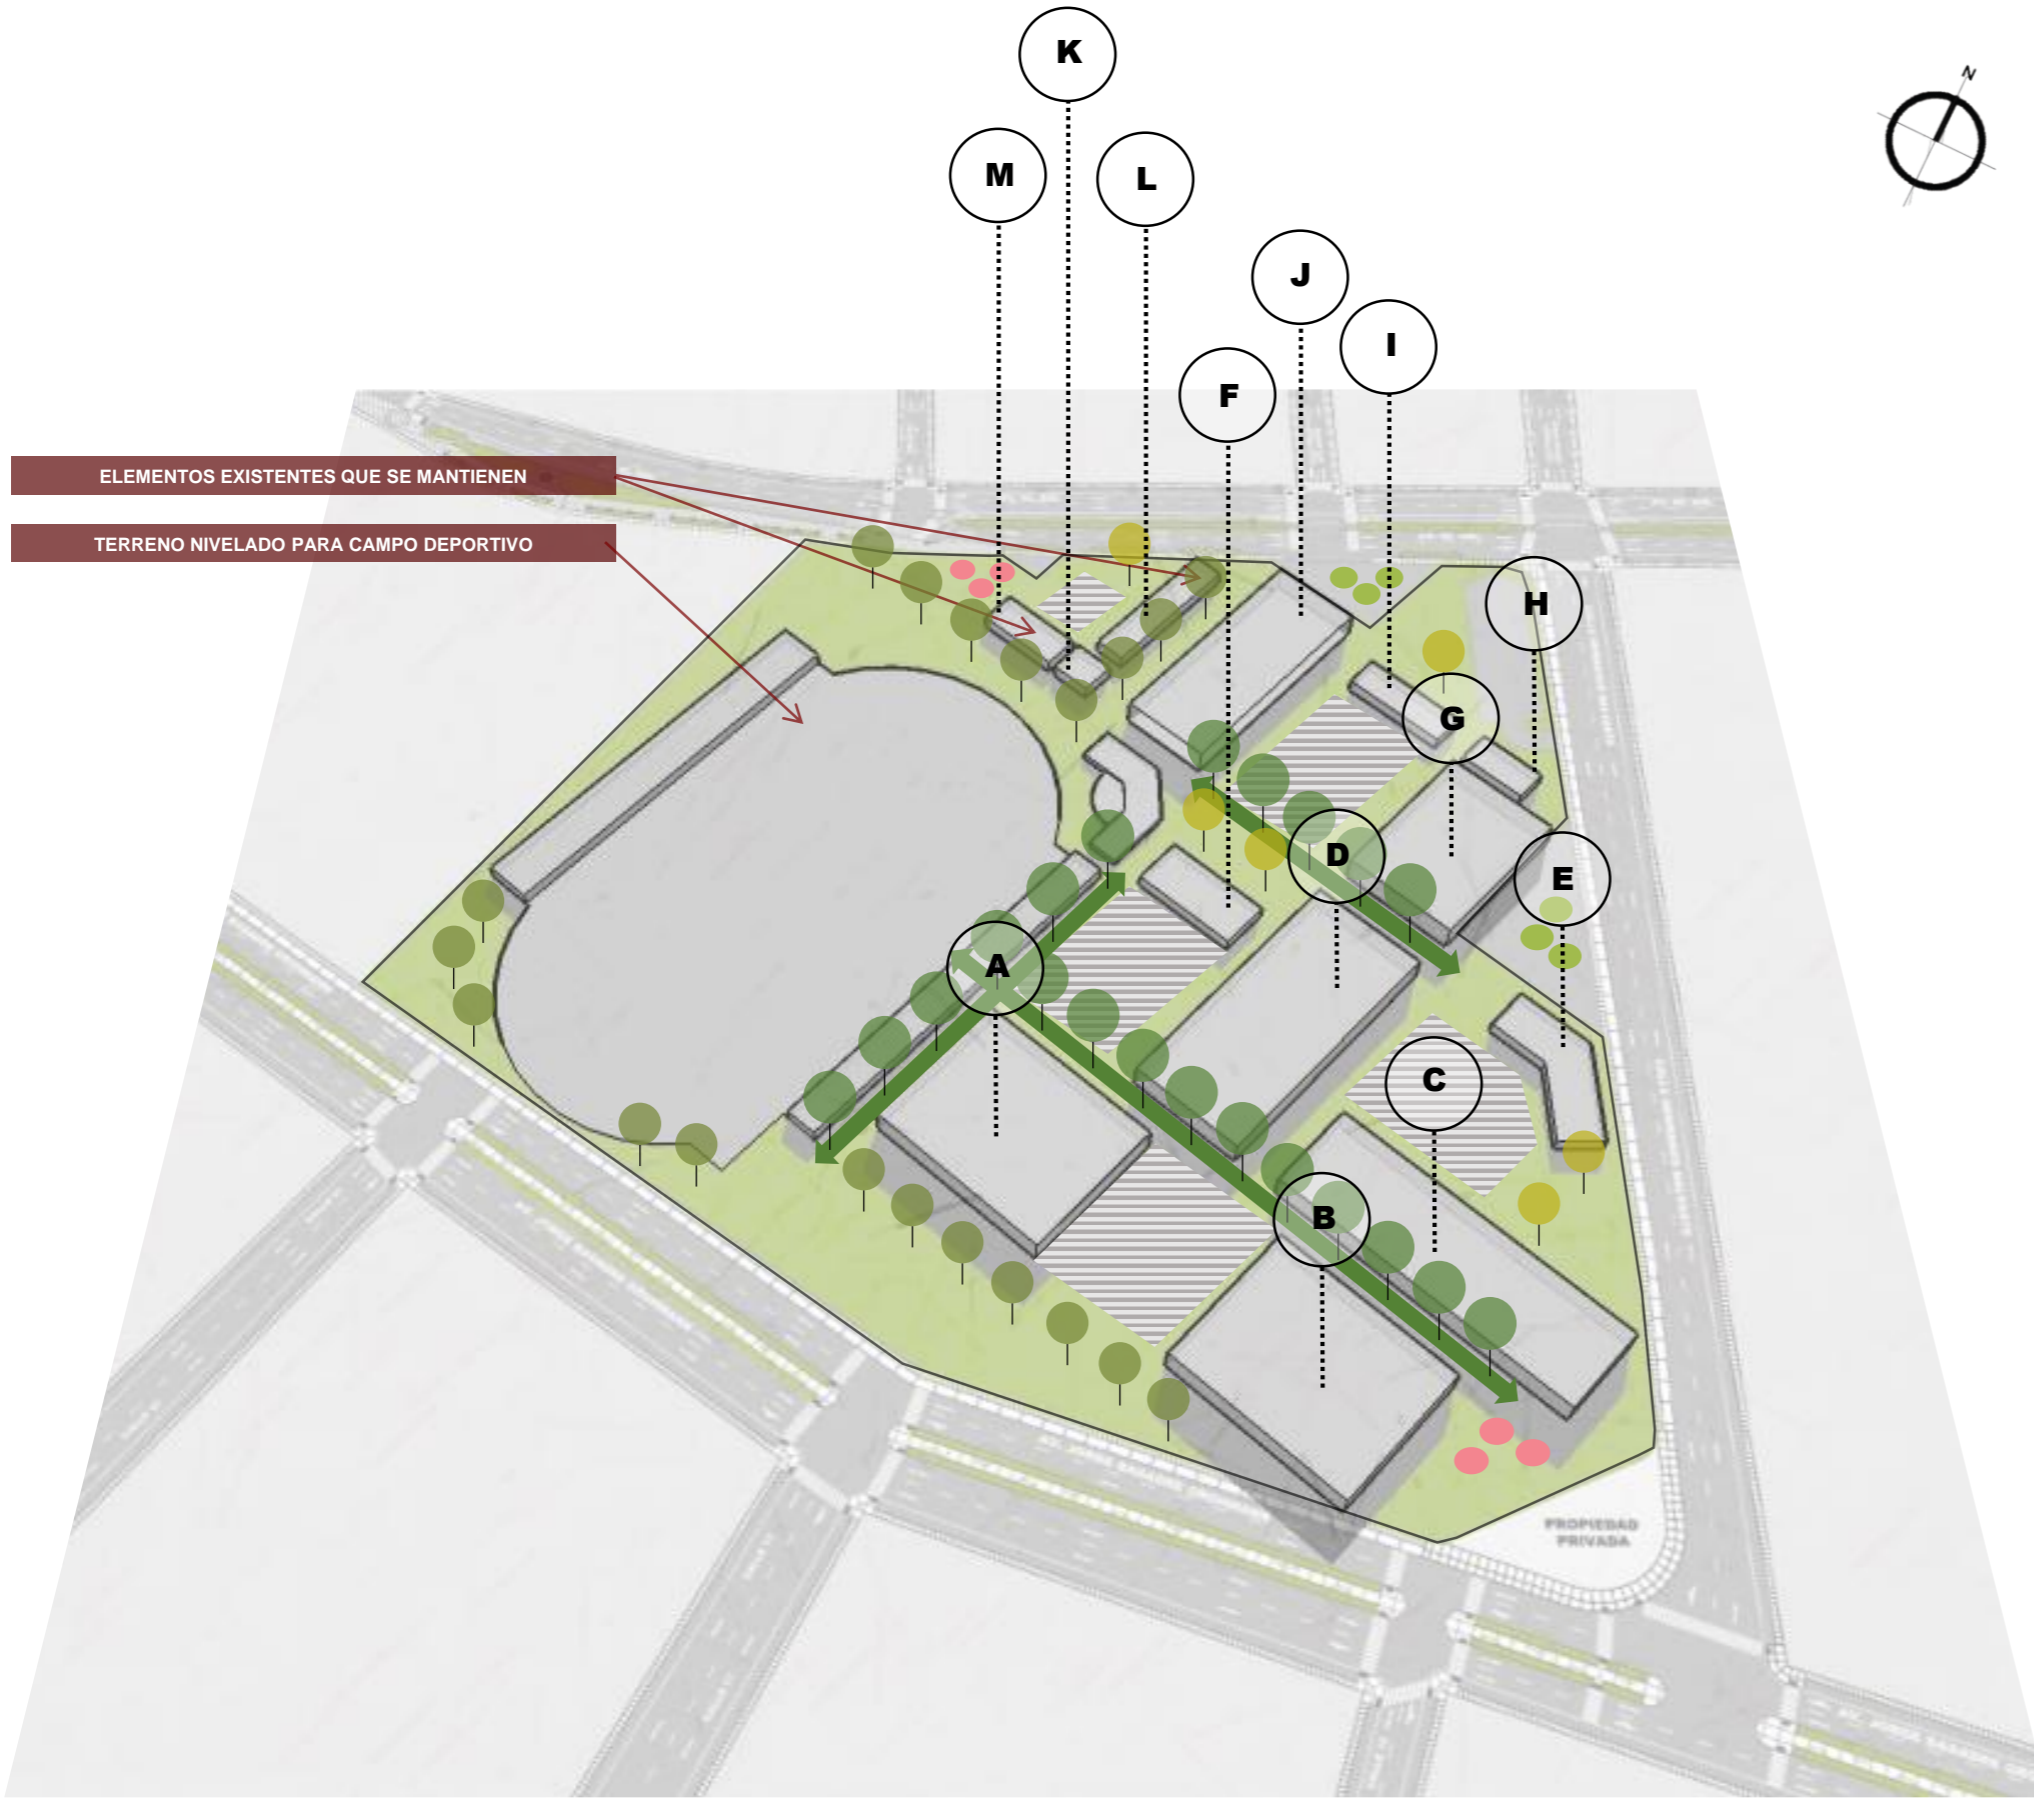 K
N
M
L
J
I
F
ELEMENTOS EXISTENTES QUE SE MANTIENEN
TERRENO NIVELADO PARA CAMPO DEPORTIVO
H
G
D
E
A
C
B
PROPIEDAD
PRIVADA